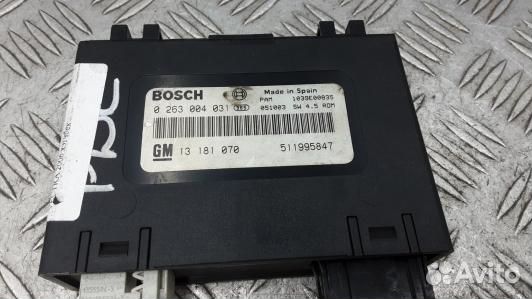 BOSCH
Made in Spain
PAM 1039E00935
0 263 004 031
051003 SW 4.5 ROM
GM 13 181 070
511995847
PDC
Avito